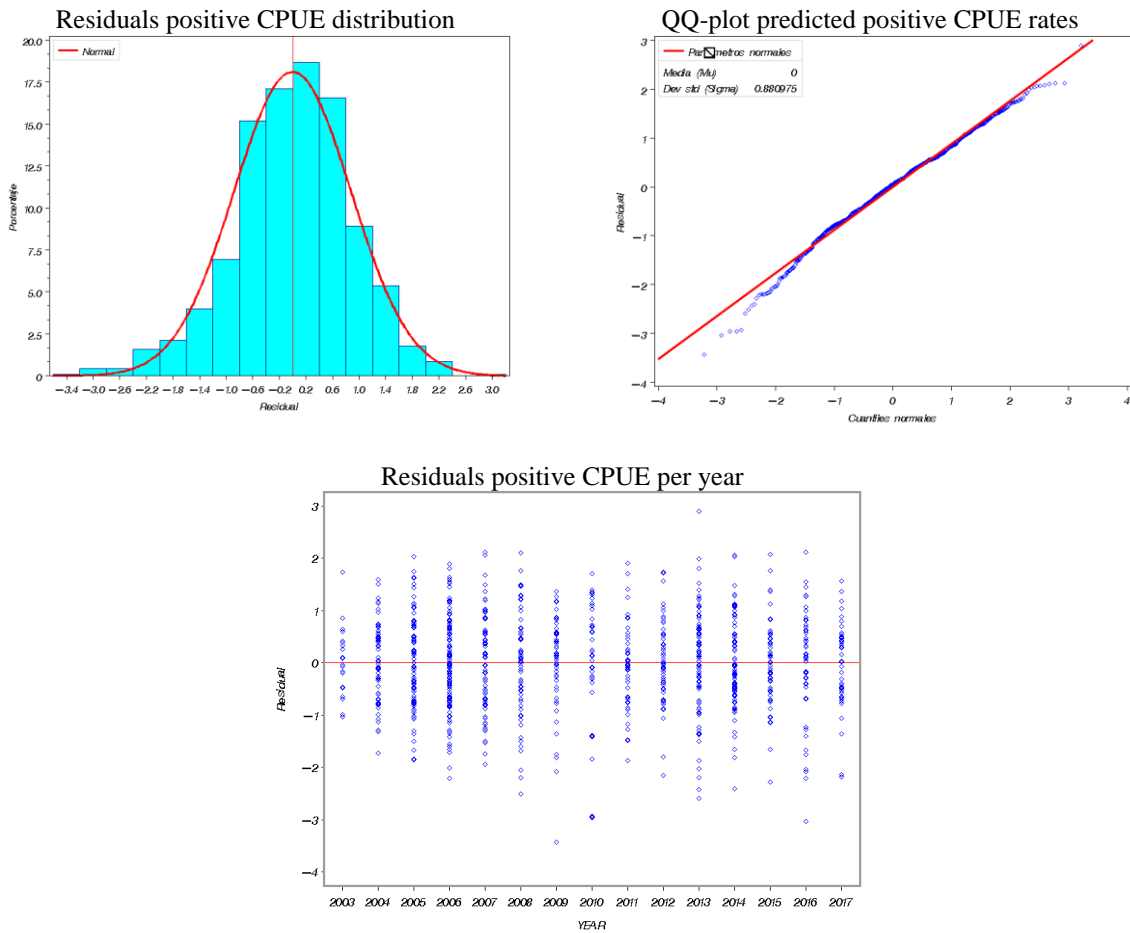 Residuals positive CPUE distribution
20.0
Normal
17.5
15.0
12.5
10.0
7.5
5.0
2.5
0
Porcentaje
−3.4 −3.0 −2.6 −2.2 −1.8 −1.4 −1.0 −0.6 −0.2 0.2 0.6 1.0 1.4 1.8 2.2 2.6 3.0
Residual
QQ-plot predicted positive CPUE rates
3
Media (Mu) 0
Dev std (Sigma) 0.880975
2
1
0
−1
−2
−3
−4
Residual
−4 −3 −2 −1 0 1 2 3 4
Cuantiles normales
Residuals positive CPUE per year
3
2
1
0
−1
−2
−3
−4
Residual
2003 2004 2005 2006 2007 2008 2009 2010 2011 2012 2013 2014 2015 2016 2017
YEAR